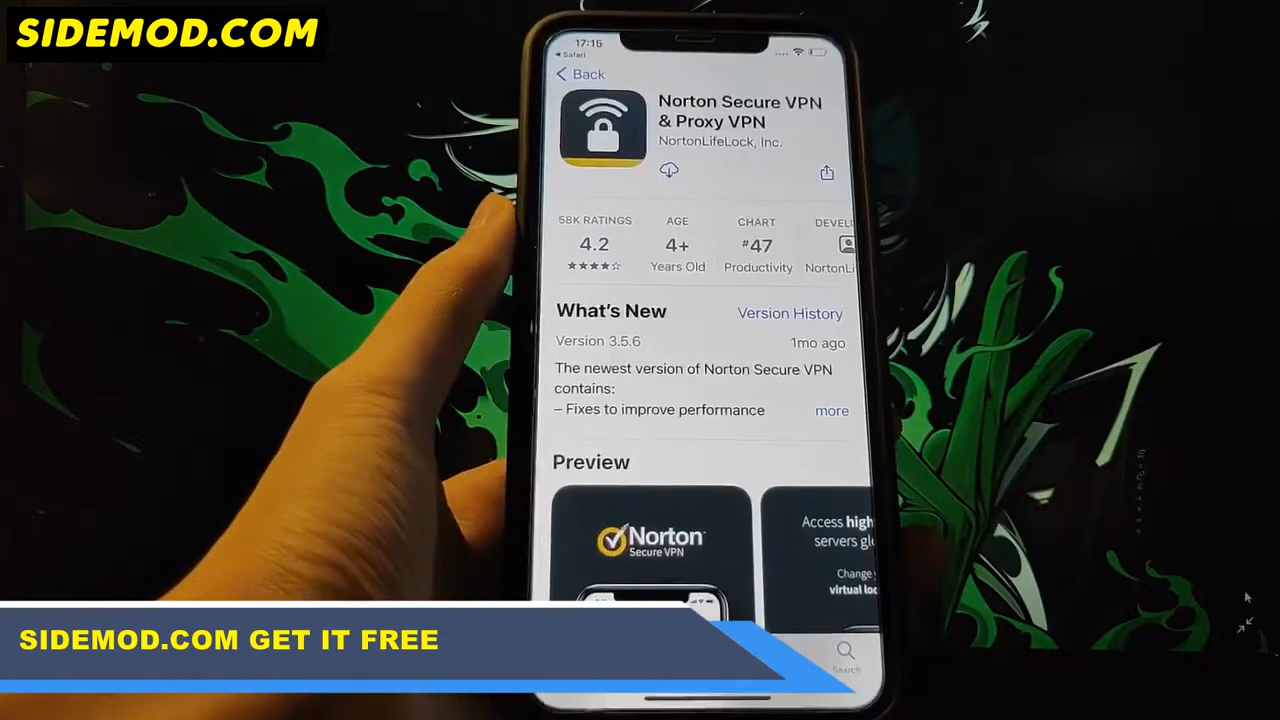 SIDEMOD.COM
17:15
Safari
Back
Norton Secure VPN
& Proxy VPN
NortonLifeLock, Inc.
58K RATINGS
4.2
AGE
4+
Years Old
CHART
#47
Productivity
DEVEL
NortonLi
What's New
Version History
Version 3.5.6
1mo ago
The newest version of Norton Secure VPN
contains:
– Fixes to improve performance
more
Preview
Norton
Secure VPN
Access high
servers glo
Change
virtual loc
Search
SIDEMOD.COM GET IT FREE